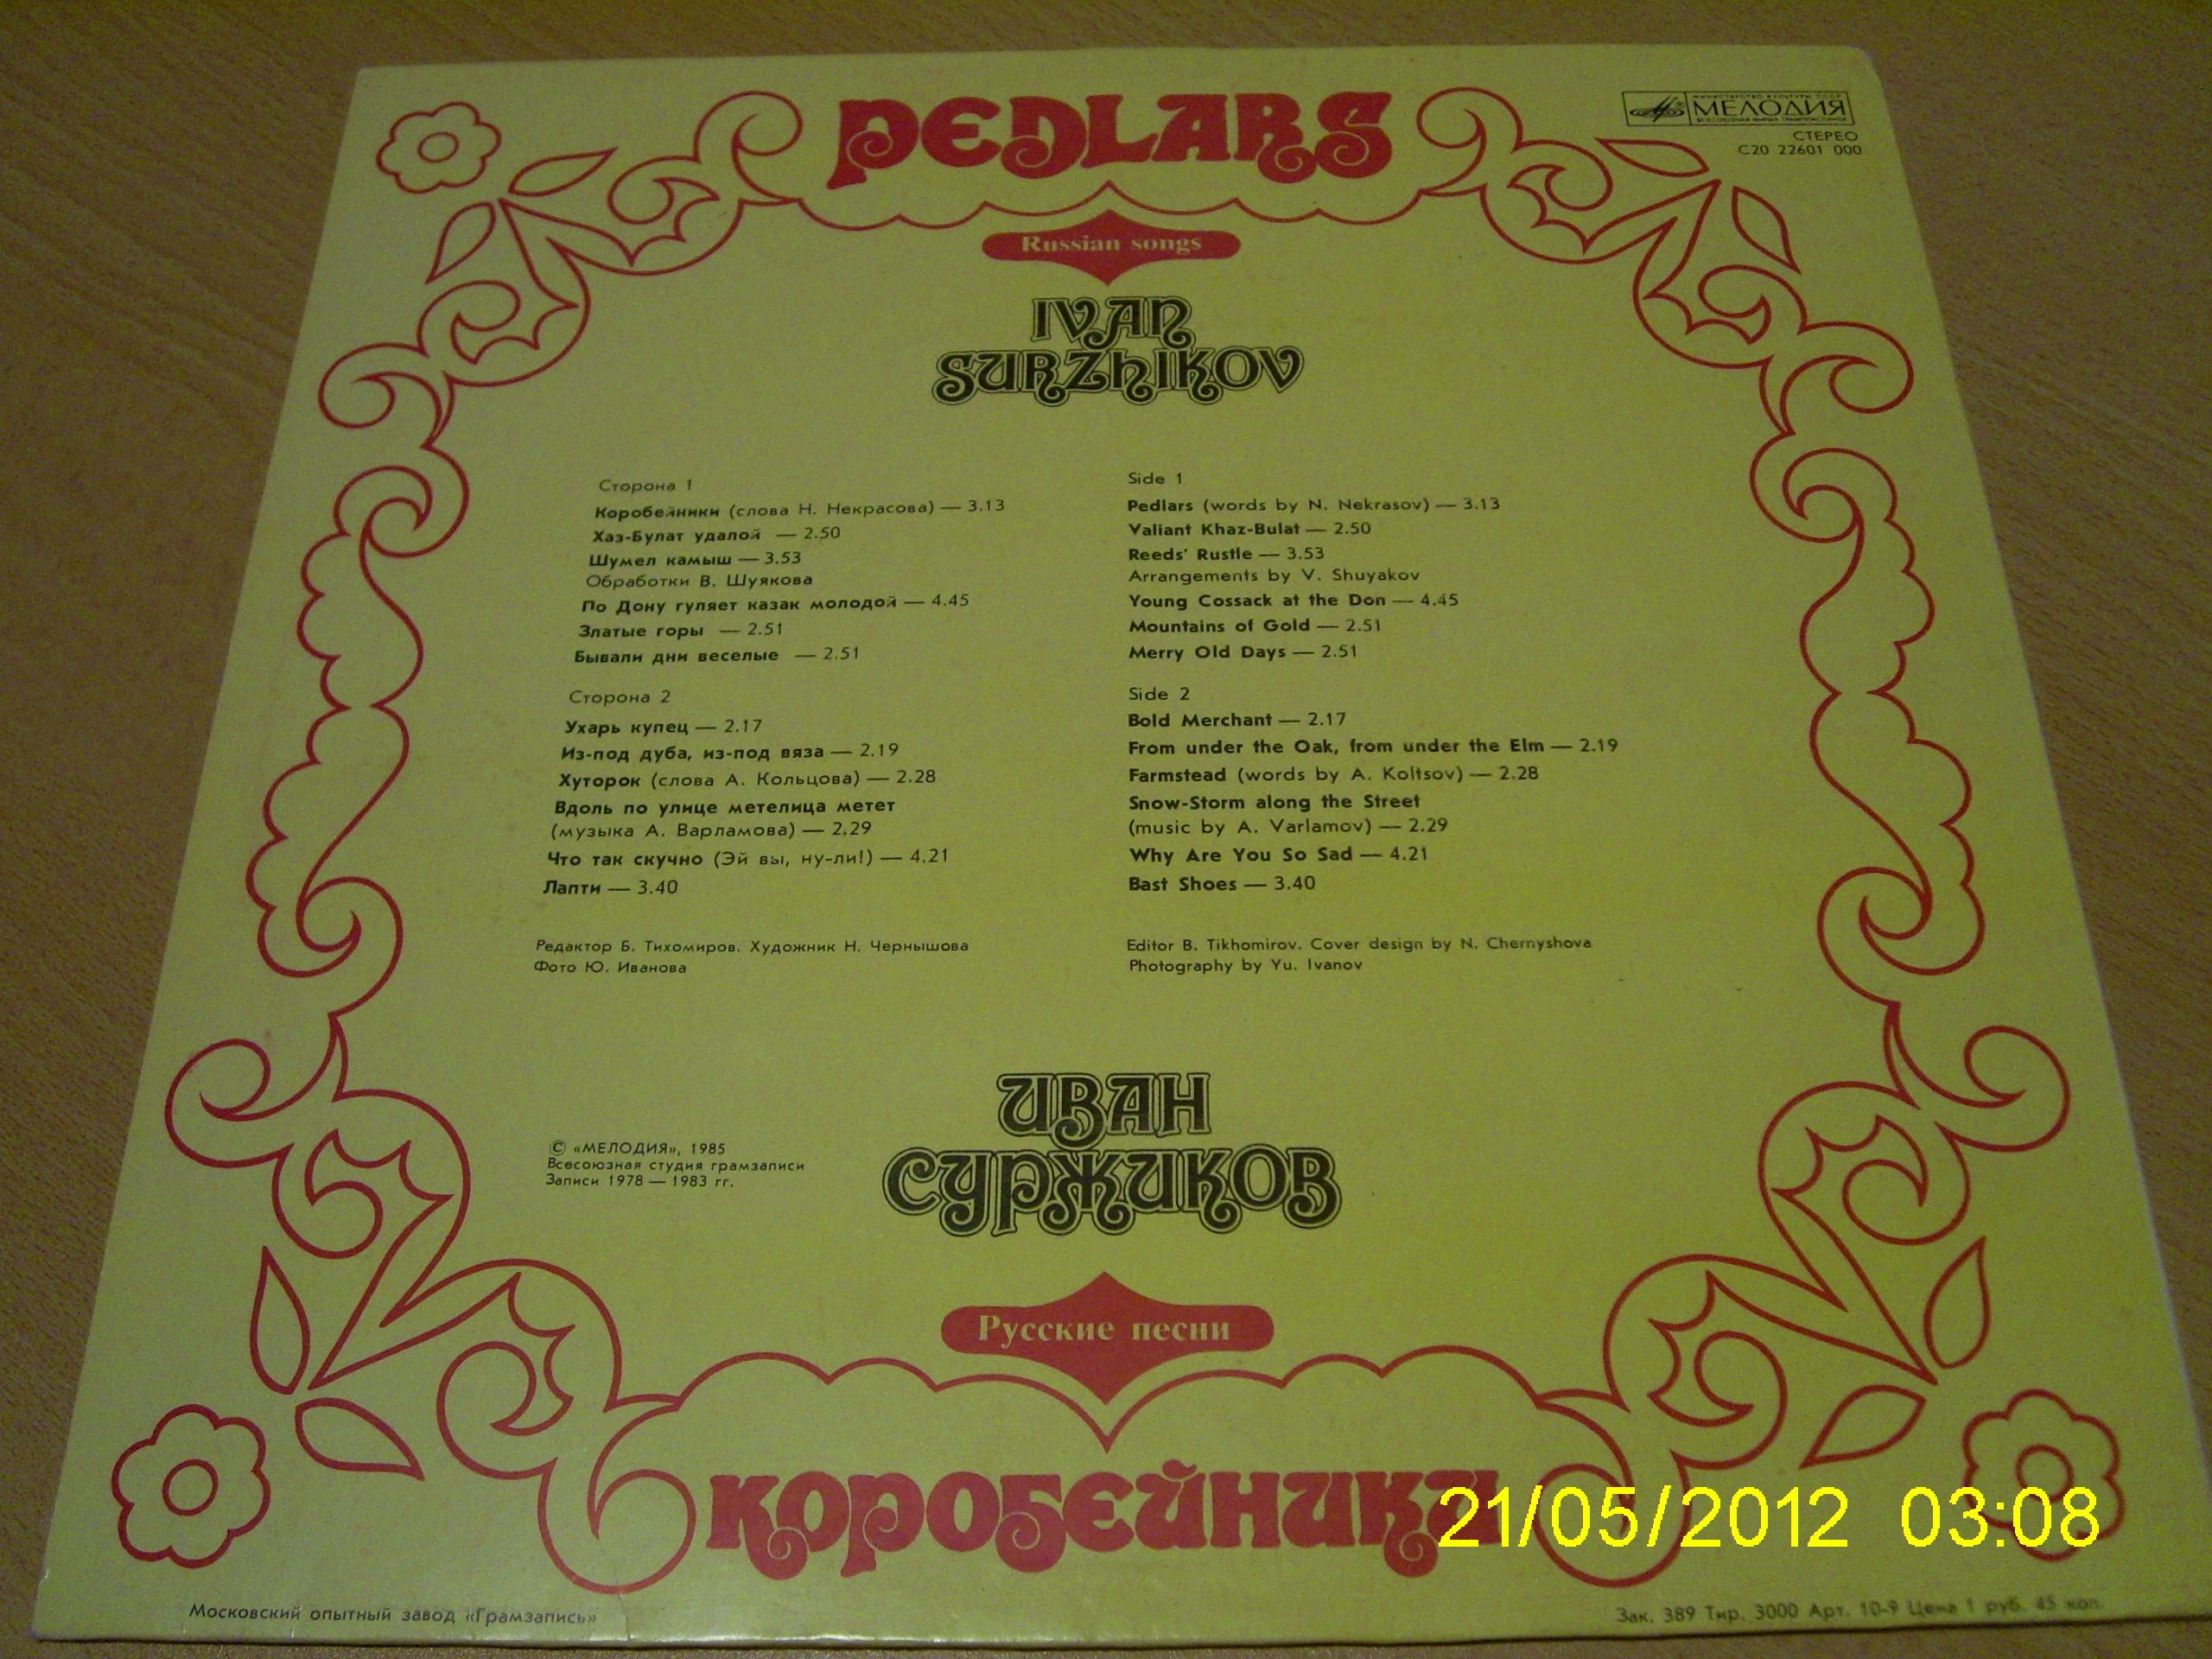 PEDLARS
МЕЛОДИЯ
СТЕРЕО
С20 22601 000
Russian songs
IVAN
SURZHIKOV
Сторона 1
Коробейники (слова Н. Некрасова) — 3.13
Хаз-Булат удалой — 2.50
Шумел камыш — 3.53
Обработки В. Шуякова
По Дону гуляет казак молодой — 4.45
Златые горы — 2.51
Бывали дни веселые — 2.51
Сторона 2
Ухарь купец — 2.17
Из-под дуба, из-под вяза — 2.19
Хуторок (слова А. Кольцова) — 2.28
Вдоль по улице метелица метет
(музыка А. Варламова) — 2.29
Что так скучно (Эй вы, ну-ли!) — 4.21
Лапти — 3.40
Редактор Б. Тихомиров. Художник Н. Чернышова
Фото Ю. Иванова
Side 1
Pedlars (words by N. Nekrasov) — 3.13
Valiant Khaz-Bulat — 2.50
Reeds' Rustle — 3.53
Arrangements by V. Shuyakov
Young Cossack at the Don — 4.45
Mountains of Gold — 2.51
Merry Old Days — 2.51
Side 2
Bold Merchant — 2.17
From under the Oak, from under the Elm — 2.19
Farmstead (words by A. Koltsov) — 2.28
Snow-Storm along the Street
(music by A. Varlamov) — 2.29
Why Are You So Sad — 4.21
Bast Shoes — 3.40
Editor B. Tikhomirov. Cover design by N. Chernyshova
Photography by Yu. Ivanov
© «МЕЛОДИЯ», 1985
Всесоюзная студия грамзаписи
Записи 1978 — 1983 гг.
ИВАН
СУРЖИКОВ
Русские песни
КОРОБЕЙНИКИ
21/05/2012 03:08
Московский опытный завод «Грамзапись»
Зак. 389 Тир. 3000 Арт. 10-9 Цена 1 руб. 45 коп.